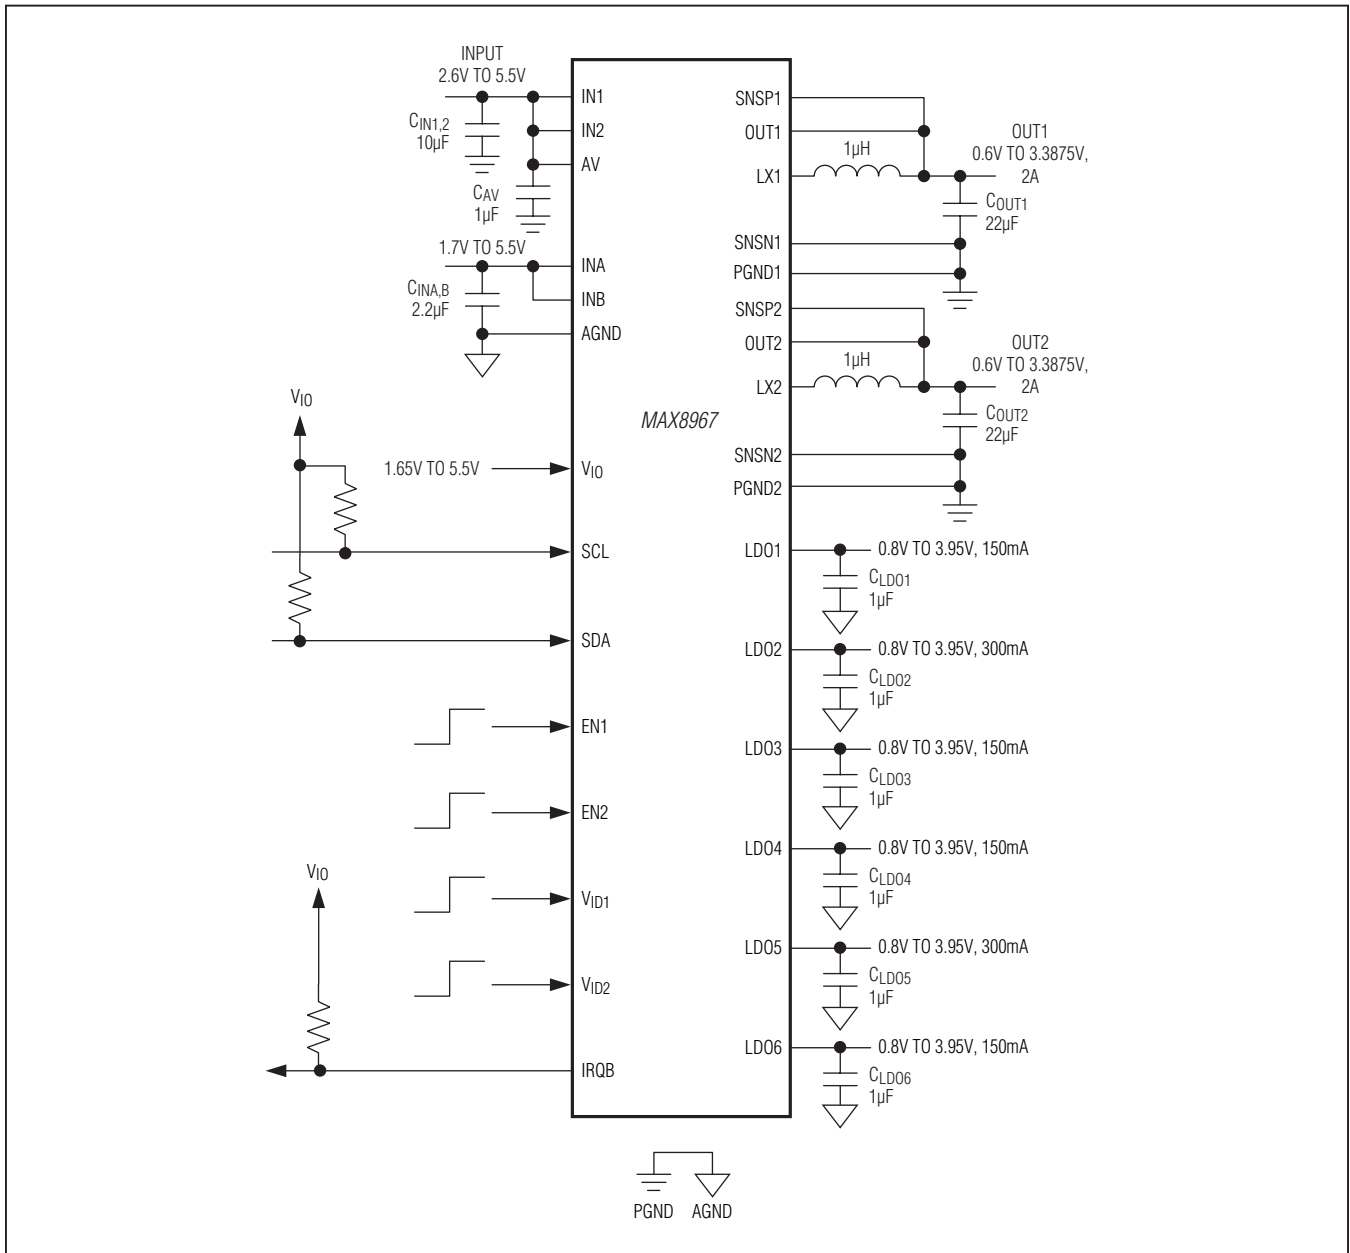 INPUT
2.6V TO 5.5V
CIN1,2
10µF
CAV
1µF
1.7V TO 5.5V
CINA,B
2.2µF
VIO
1.65V TO 5.5V
VIO
IN1
IN2
AV
INA
INB
AGND
VIO
SCL
SDA
EN1
EN2
VID1
VID2
IRQB
MAX8967
SNSP1
OUT1
LX1
SNSN1
PGND1
SNSP2
OUT2
LX2
SNSN2
PGND2
LDO1
LDO2
LDO3
LDO4
LDO5
LDO6
1µH
OUT1
0.6V TO 3.3875V,
2A
COUT1
22µF
1µH
OUT2
0.6V TO 3.3875V,
2A
COUT2
22µF
0.8V TO 3.95V, 150mA
CLDO1
1µF
0.8V TO 3.95V, 300mA
CLDO2
1µF
0.8V TO 3.95V, 150mA
CLDO3
1µF
0.8V TO 3.95V, 150mA
CLDO4
1µF
0.8V TO 3.95V, 300mA
CLDO5
1µF
0.8V TO 3.95V, 150mA
CLDO6
1µF
PGND AGND